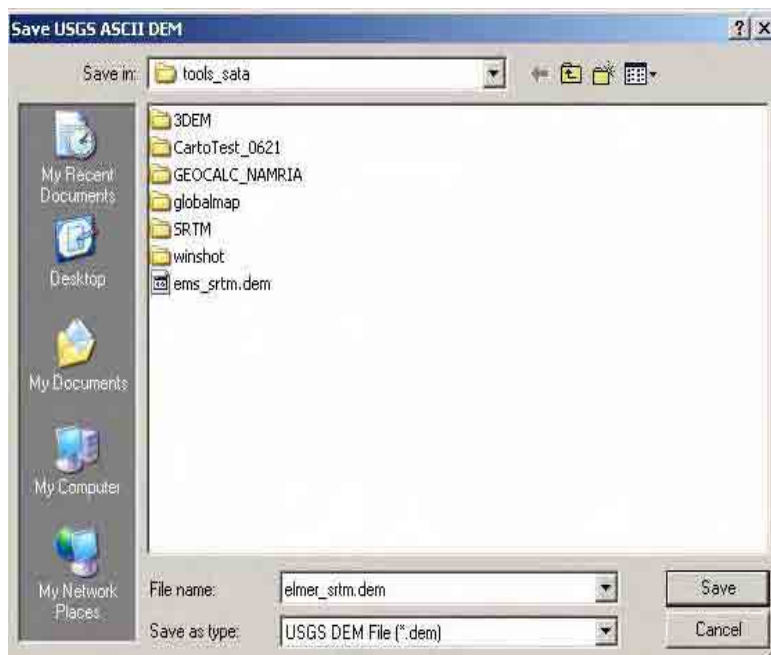 Save USGS ASCII DEM
Save in:
tools_sata
My Recent
Documents
Desktop
My Documents
My Computer
My Network
Places
3DEM
CartoTest_0621
GEOCALC_NAMRIA
globalmap
SRTM
winshot
ems_srtm.dem
File name:
elmer_srtm.dem
Save
Save as type:
USGS DEM File (*.dem)
Cancel